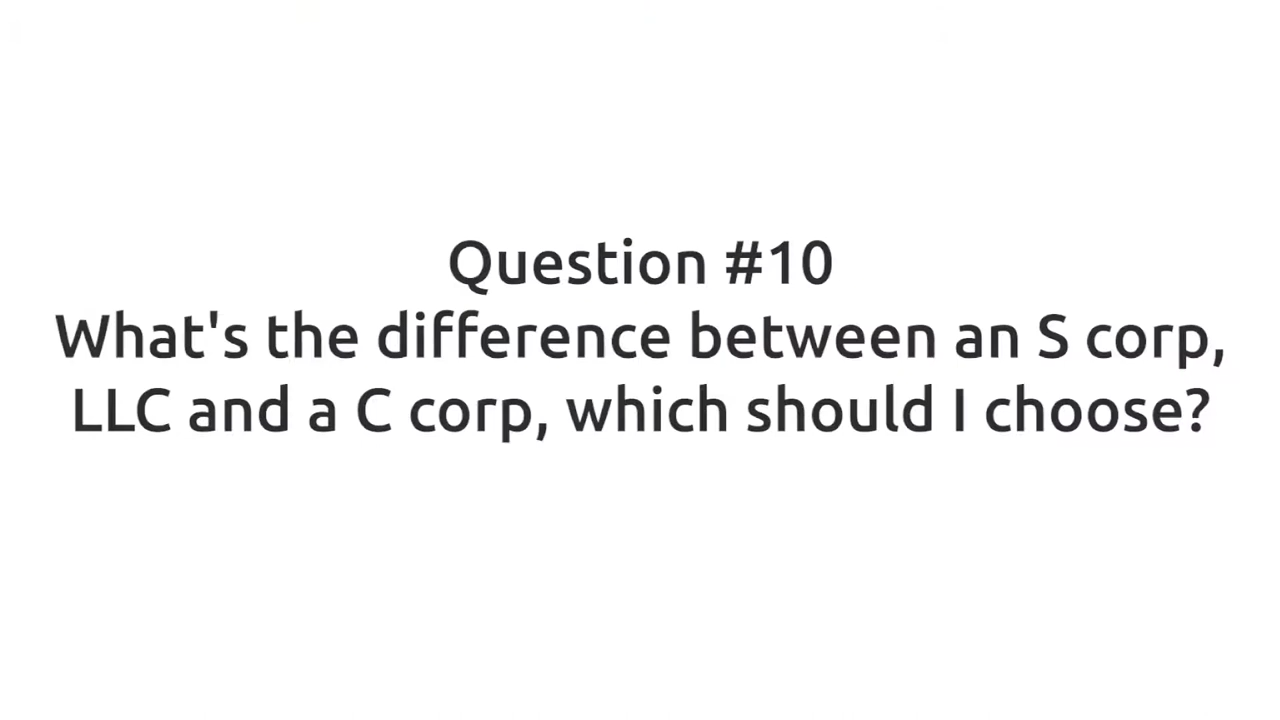 Question #10
What's the difference between an S corp,
LLC and a C corp, which should I choose?